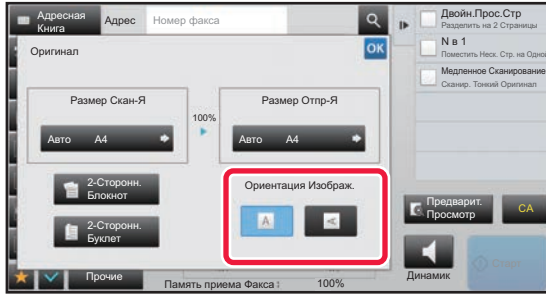 Адресная
Книга
Адрес
Номер факса
Оригинал
OK
Размер Скан-Я
Авто A4
100%
Размер Отпр-Я
Авто A4
2-Сторонн.
Блокнот
2-Сторонн.
Буклет
Ориентация Изображ.
A
A
Прочие
Память приема Факса:
100%
Двойн.Прос.Стр
Разделить на 2 Страницы
N в 1
Поместить Неск. Стр. на Одной
Медленное Сканирование
Сканир. Тонкий Оригинал
Предварит.
Просмотр
CA
Динамик